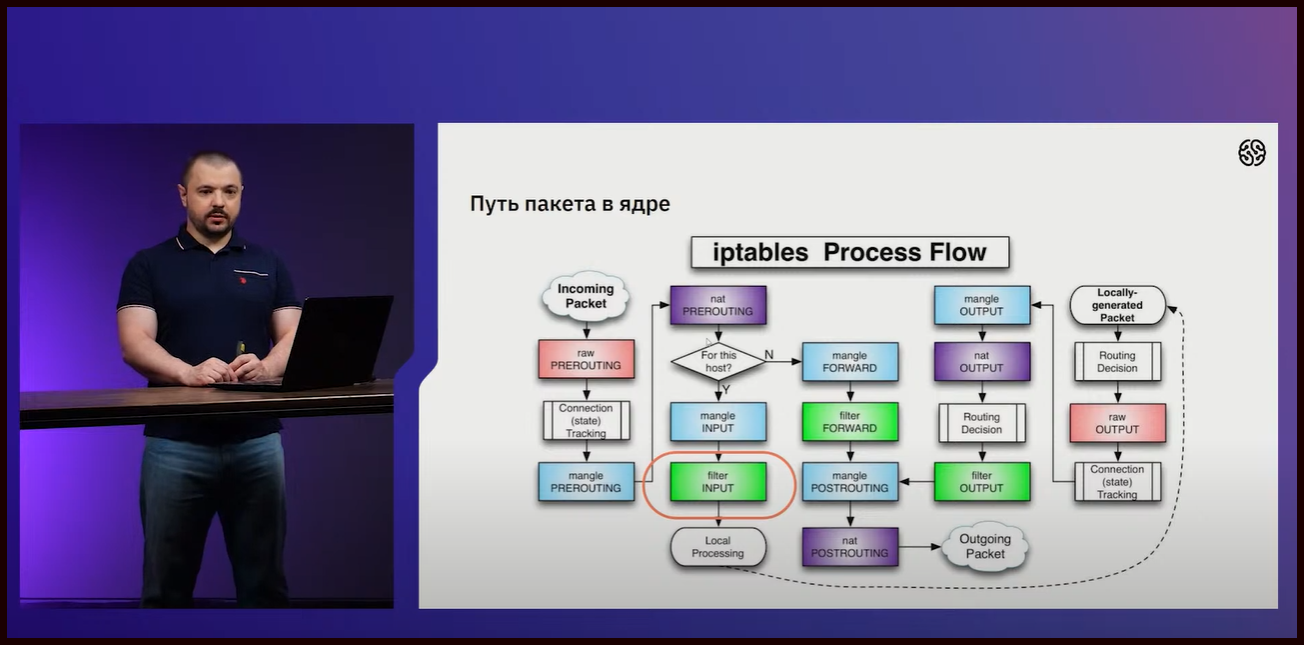 Путь пакета в ядре
iptables Process Flow
Incoming
Packet
raw
PREROUTING
Connection
(state)
Tracking
mangle
PREROUTING
nat
PREROUTING
For this
host?
N
Y
mangle
INPUT
filter
INPUT
Local
Processing
mangle
FORWARD
filter
FORWARD
mangle
POSTROUTING
nat
POSTROUTING
Outgoing
Packet
mangle
OUTPUT
nat
OUTPUT
Routing
Decision
filter
OUTPUT
Locally-
generated
Packet
Routing
Decision
raw
OUTPUT
Connection
(state)
Tracking